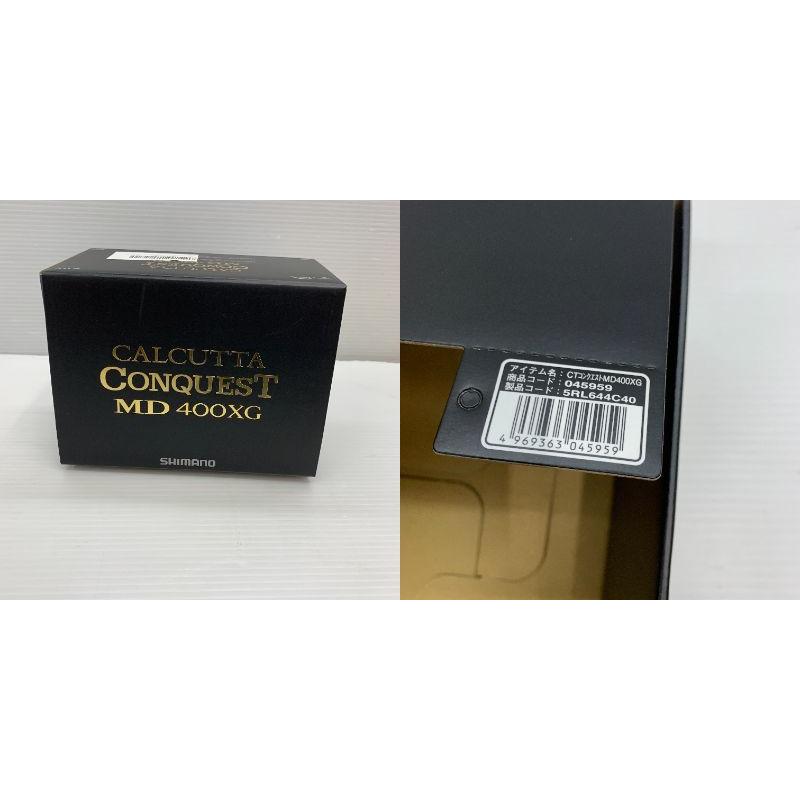 CALCUTTA
CONQUEST
MD 400XG
SHIMANO
アイテム名：CTコンクエストMD400XG
商品コード：045959
製品コード：5RL644C40
4 969363 045959